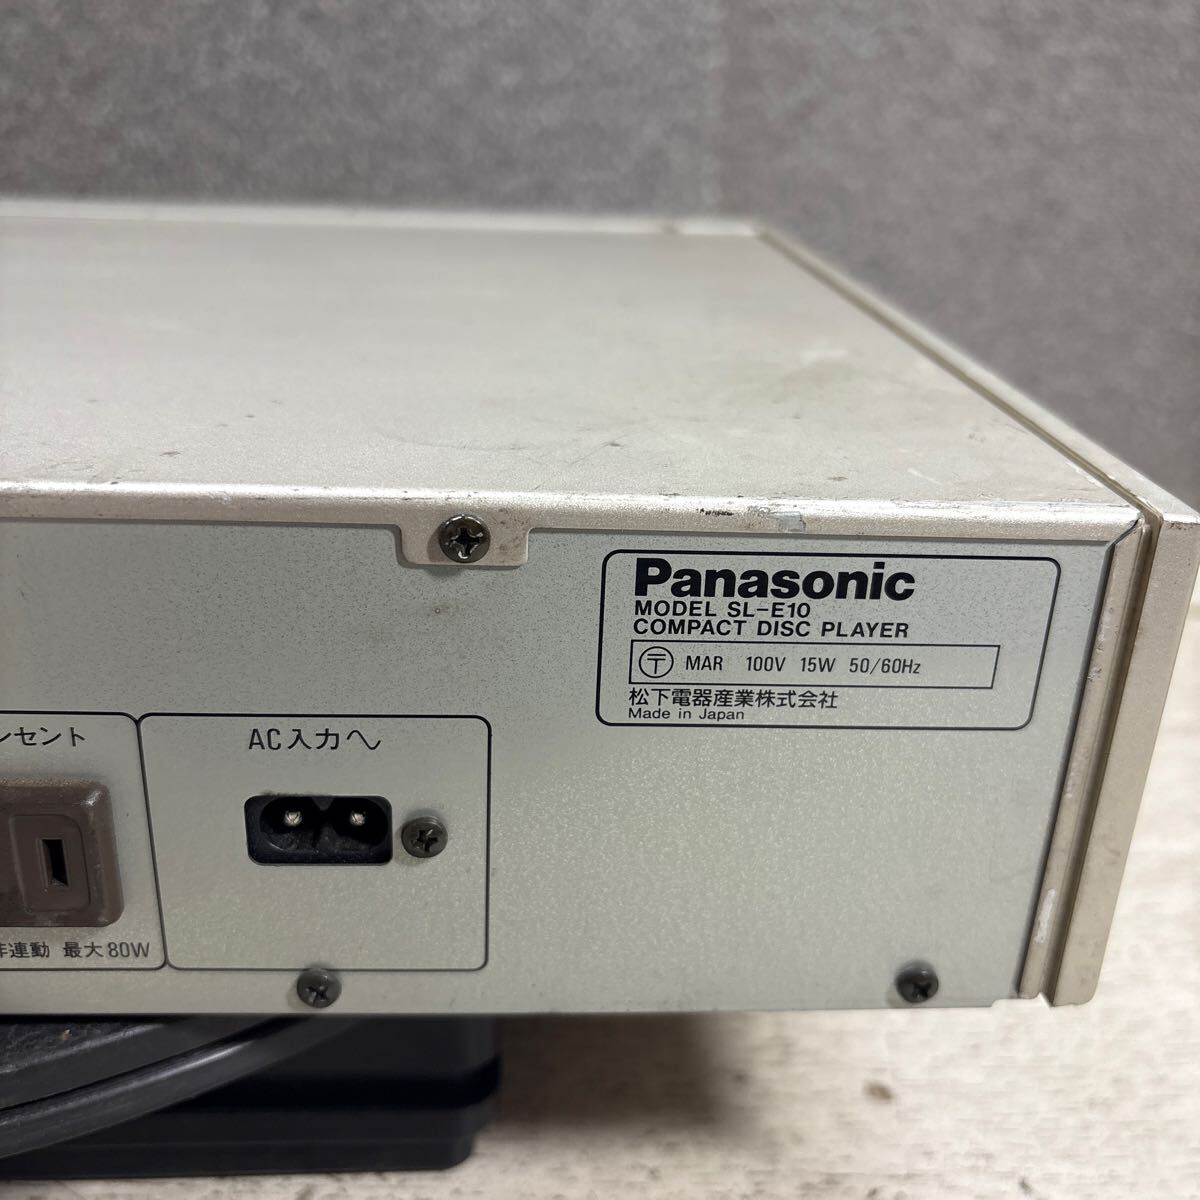 Panasonic
MODEL SL-E10
COMPACT DISC PLAYER
〒 MAR 100V 15W 50/60Hz
松下電器産業株式会社
Made in Japan
ンセント
AC入力へ
連動 最大80W